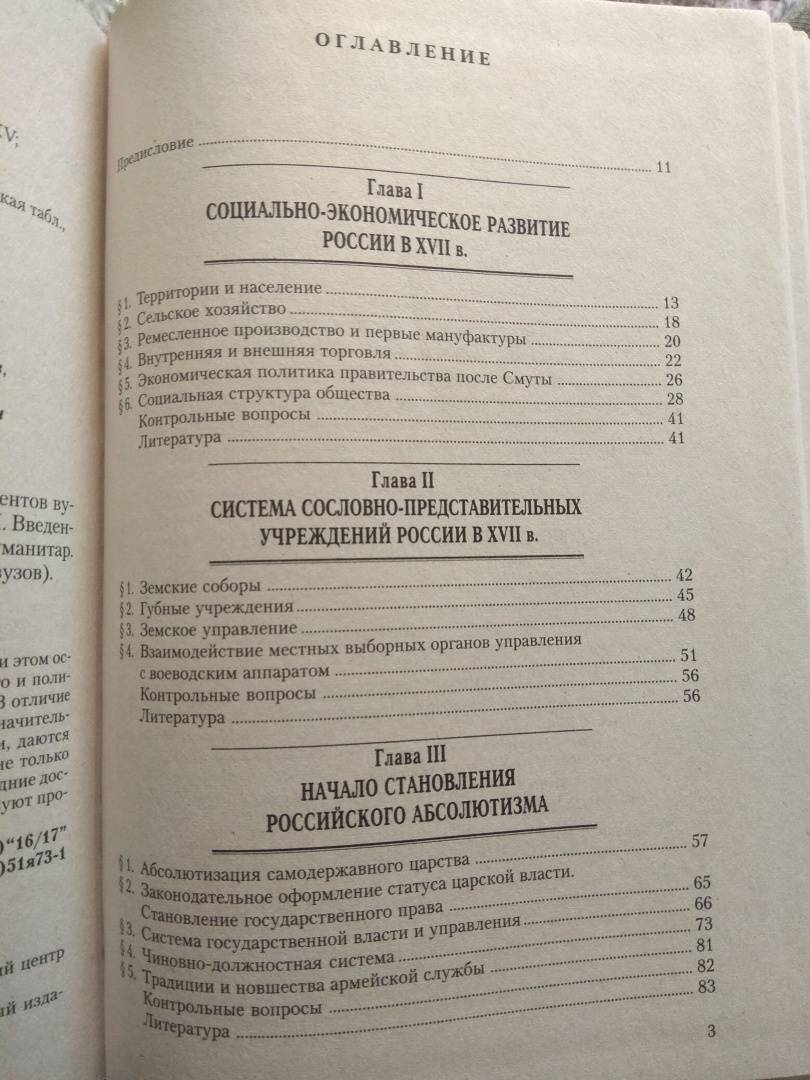 V;
кая табл.,
ентов ву-
. Введен-
уманитар.
вузов).
и этом ос-
о и поли-
В отличие
начитель-
и, даются
не только
дние дос-
уют про-
)“16/17”
)51я73-1
ий центр
ый изда-
ОГЛАВЛЕНИЕ
Предисловие 11
Глава I
СОЦИАЛЬНО-ЭКОНОМИЧЕСКОЕ РАЗВИТИЕ
РОССИИ В XVII в.
§ 1. Территории и население 13
§ 2. Сельское хозяйство 18
§ 3. Ремесленное производство и первые мануфактуры 20
§ 4. Внутренняя и внешняя торговля 22
§ 5. Экономическая политика правительства после Смуты 26
§ 6. Социальная структура общества 28
Контрольные вопросы 41
Литература 41
Глава II
СИСТЕМА СОСЛОВНО-ПРЕДСТАВИТЕЛЬНЫХ
УЧРЕЖДЕНИЙ РОССИИ В XVII в.
§ 1. Земские соборы 42
§ 2. Губные учреждения 45
§ 3. Земское управление 48
§ 4. Взаимодействие местных выборных органов управления
с воеводским аппаратом 51
Контрольные вопросы 56
Литература 56
Глава III
НАЧАЛО СТАНОВЛЕНИЯ
РОССИЙСКОГО АБСОЛЮТИЗМА
§ 1. Абсолютизация самодержавного царства 57
§ 2. Законодательное оформление статуса царской власти.
Становление государственного права 65
§ 3. Система государственной власти и управления 66
§ 4. Чиновно-должностная система 73
§ 5. Традиции и новшества армейской службы 81
Контрольные вопросы 82
Литература 83
3